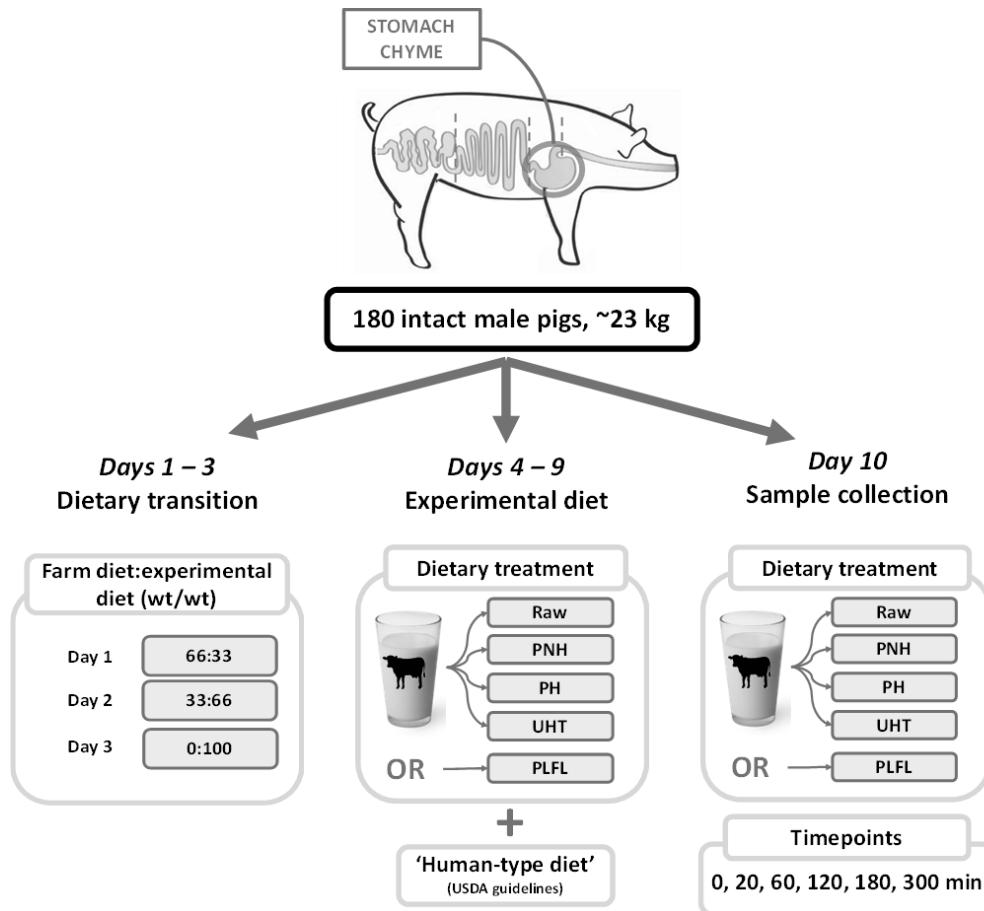 STOMACH
CHYME
180 intact male pigs, ~23 kg
Days 1 – 3
Dietary transition
Farm diet:experimental
diet (wt/wt)
Day 1
66:33
Day 2
33:66
Day 3
0:100
Days 4 – 9
Experimental diet
Dietary treatment
Raw
PNH
PH
UHT
OR
PLFL
+
‘Human-type diet’
(USDA guidelines)
Day 10
Sample collection
Dietary treatment
Raw
PNH
PH
UHT
OR
PLFL
Timepoints
0, 20, 60, 120, 180, 300 min